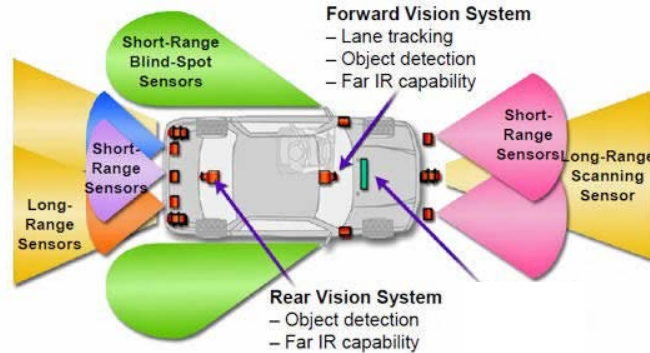 Forward Vision System
– Lane tracking
– Object detection
– Far IR capability
Short-Range
Blind-Spot
Sensors
Short-
Range
Sensors
Long-
Range
Sensors
Short-
Range
Sensors
Long-Range
Scanning
Sensor
Rear Vision System
– Object detection
– Far IR capability